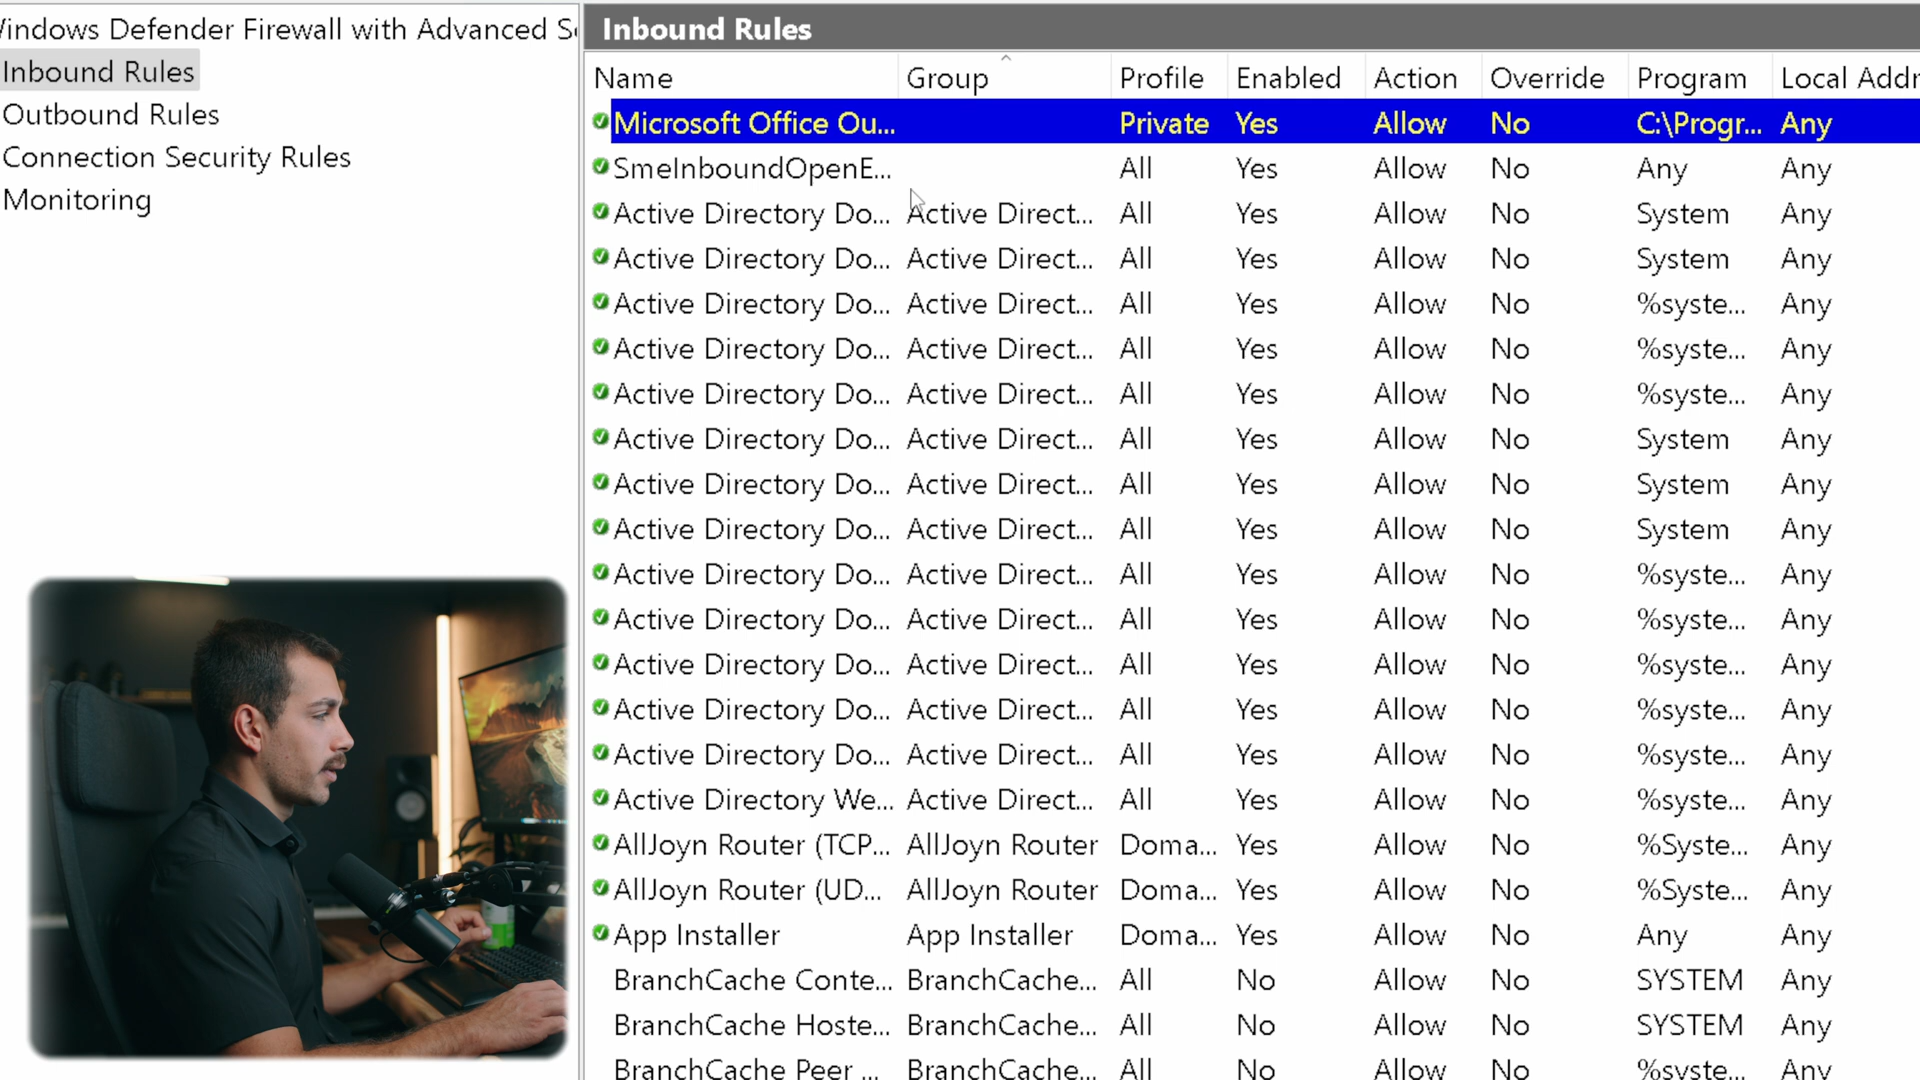 Windows Defender Firewall with Advanced Se
Inbound Rules
Outbound Rules
Connection Security Rules
Monitoring
Inbound Rules
Name Group Profile Enabled Action Override Program Local Addr
Microsoft Office Ou... Private Yes Allow No C:\Progr... Any
SmeInboundOpenE... All Yes Allow No Any Any
Active Directory Do... Active Direct... All Yes Allow No System Any
Active Directory Do... Active Direct... All Yes Allow No System Any
Active Directory Do... Active Direct... All Yes Allow No %syste... Any
Active Directory Do... Active Direct... All Yes Allow No %syste... Any
Active Directory Do... Active Direct... All Yes Allow No %syste... Any
Active Directory Do... Active Direct... All Yes Allow No System Any
Active Directory Do... Active Direct... All Yes Allow No System Any
Active Directory Do... Active Direct... All Yes Allow No System Any
Active Directory Do... Active Direct... All Yes Allow No %syste... Any
Active Directory Do... Active Direct... All Yes Allow No %syste... Any
Active Directory Do... Active Direct... All Yes Allow No %syste... Any
Active Directory Do... Active Direct... All Yes Allow No %syste... Any
Active Directory Do... Active Direct... All Yes Allow No %syste... Any
Active Directory We... Active Direct... All Yes Allow No %syste... Any
AllJoyn Router (TCP... AllJoyn Router Doma... Yes Allow No %Syste... Any
AllJoyn Router (UD... AllJoyn Router Doma... Yes Allow No %Syste... Any
App Installer App Installer Doma... Yes Allow No Any Any
BranchCache Conte... BranchCache... All No Allow No SYSTEM Any
BranchCache Hoste... BranchCache... All No Allow No SYSTEM Any
BranchCache Peer ... BranchCache... All No Allow No %syste... Any